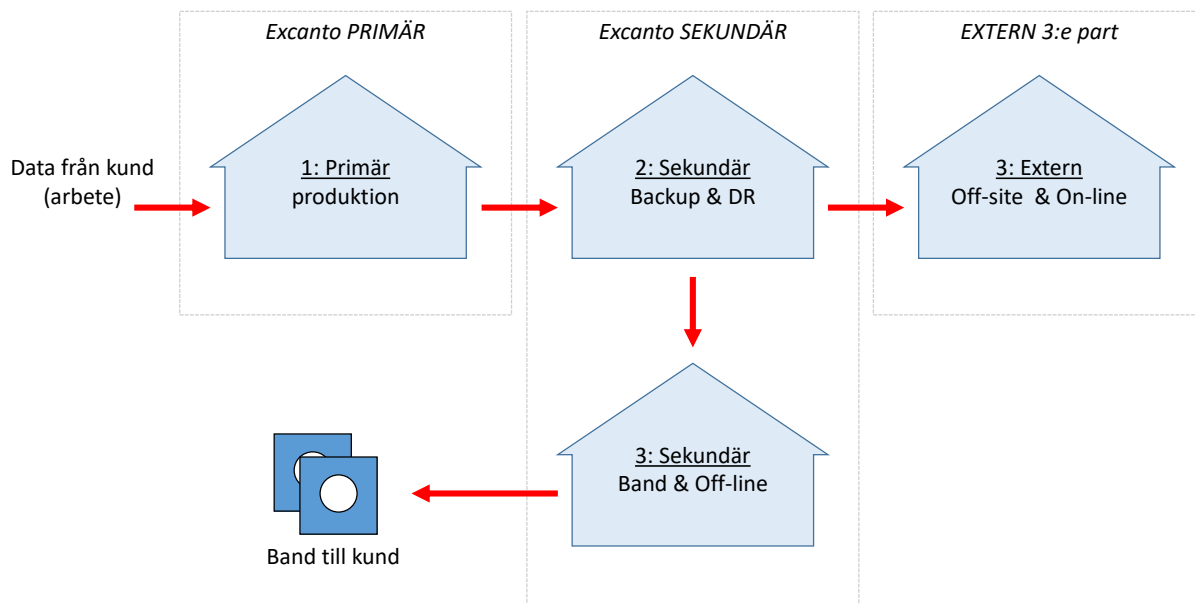 Excanto PRIMÄR
Excanto SEKUNDÄR
EXTERN 3:e part
Data från kund
(arbete)
1: Primär
produktion
2: Sekundär
Backup & DR
3: Extern
Off-site & On-line
3: Sekundär
Band & Off-line
Band till kund